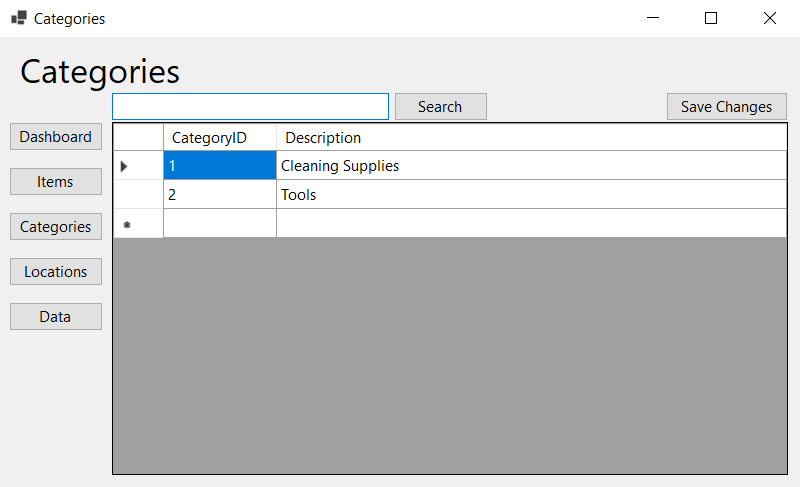 Categories
Categories
Search
Save Changes
Dashboard
Items
Categories
Locations
Data
CategoryID Description
1 Cleaning Supplies
2 Tools